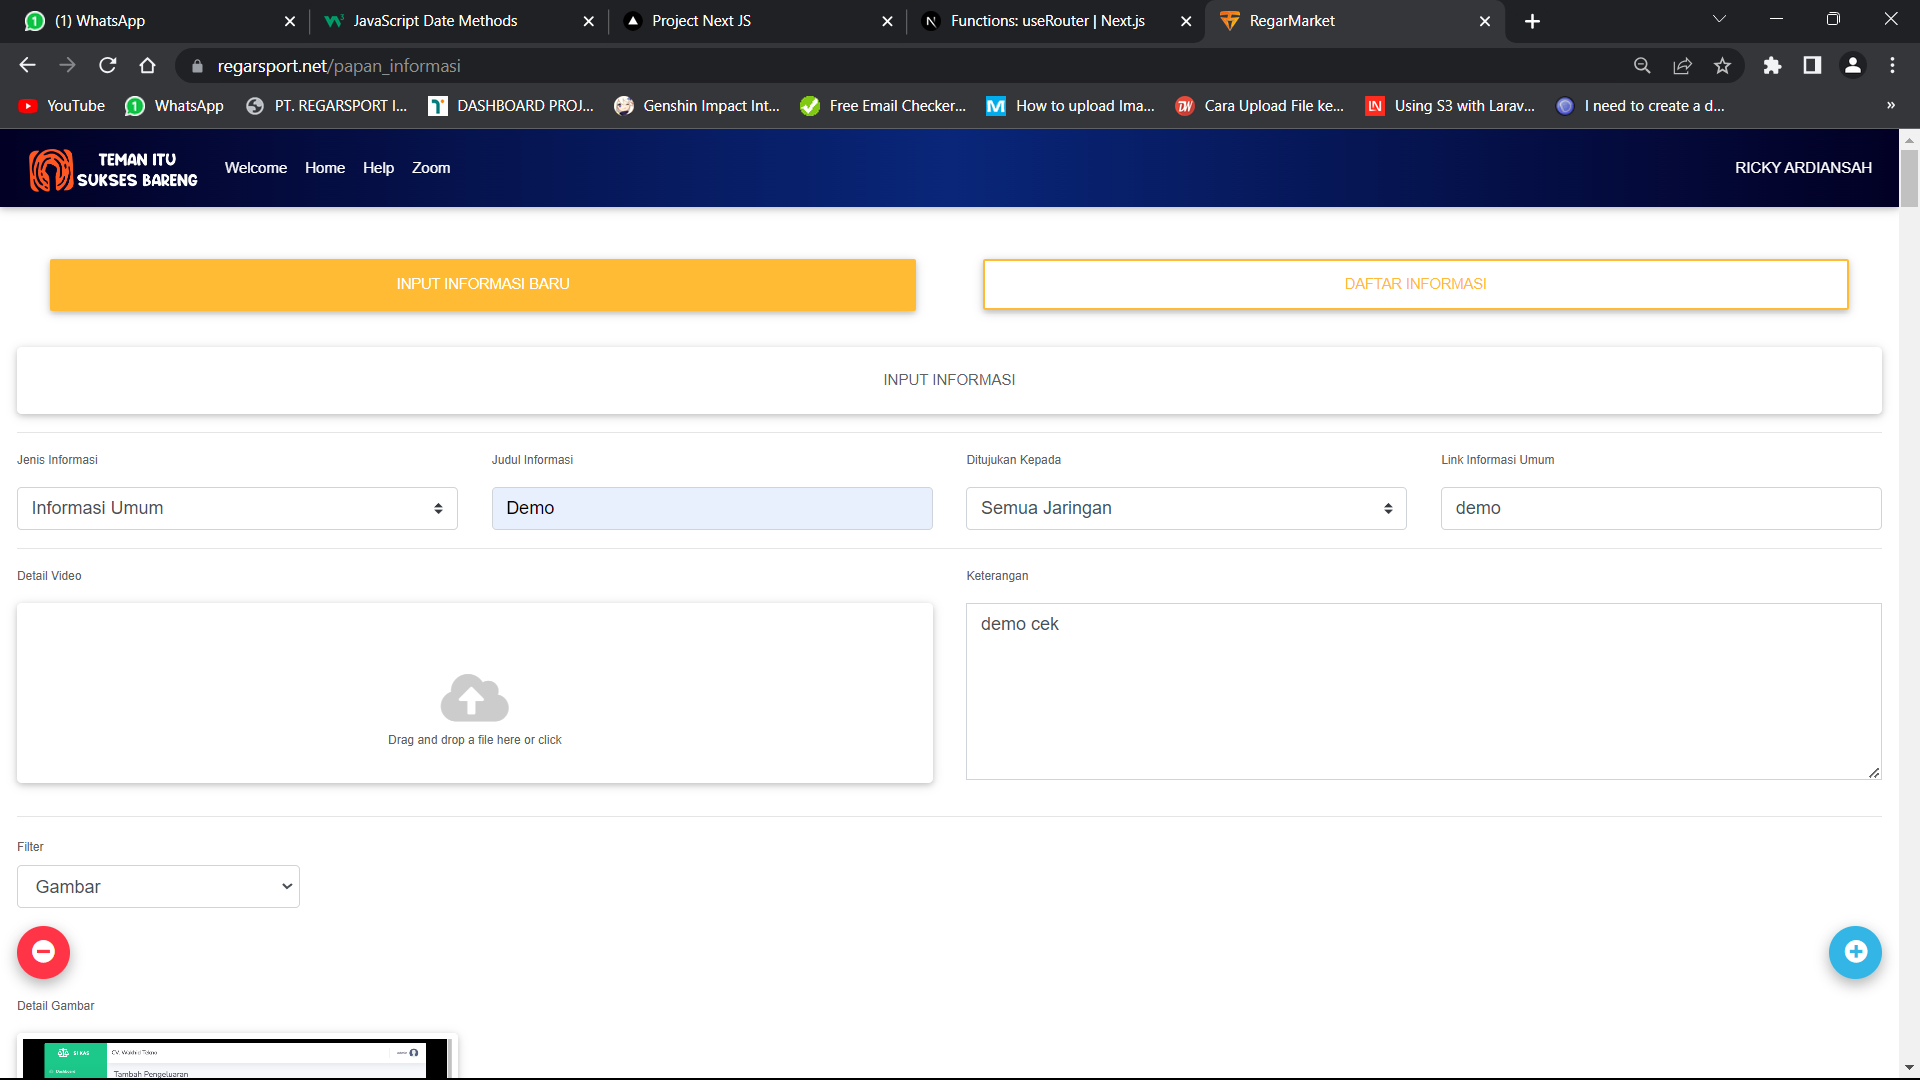 (1) WhatsApp
JavaScript Date Methods
Project Next JS
Functions: useRouter | Next.js
RegarMarket
regarsport.net/papan_informasi
YouTube
WhatsApp
PT. REGARSPORT I...
DASHBOARD PROJ...
Genshin Impact Int...
Free Email Checker...
How to upload Ima...
Cara Upload File ke...
Using S3 with Larav...
I need to create a d...
»
TEMAN ITU
SUKSES BARENG
Welcome
Home
Help
Zoom
RICKY ARDIANSAH
INPUT INFORMASI BARU
DAFTAR INFORMASI
INPUT INFORMASI
Jenis Informasi
Judul Informasi
Ditujukan Kepada
Link Informasi Umum
Informasi Umum
Demo
Semua Jaringan
demo
Detail Video
Keterangan
Drag and drop a file here or click
demo cek
Filter
Gambar
Detail Gambar
SI KAS
Dashboard
Tambah Pengeluaran